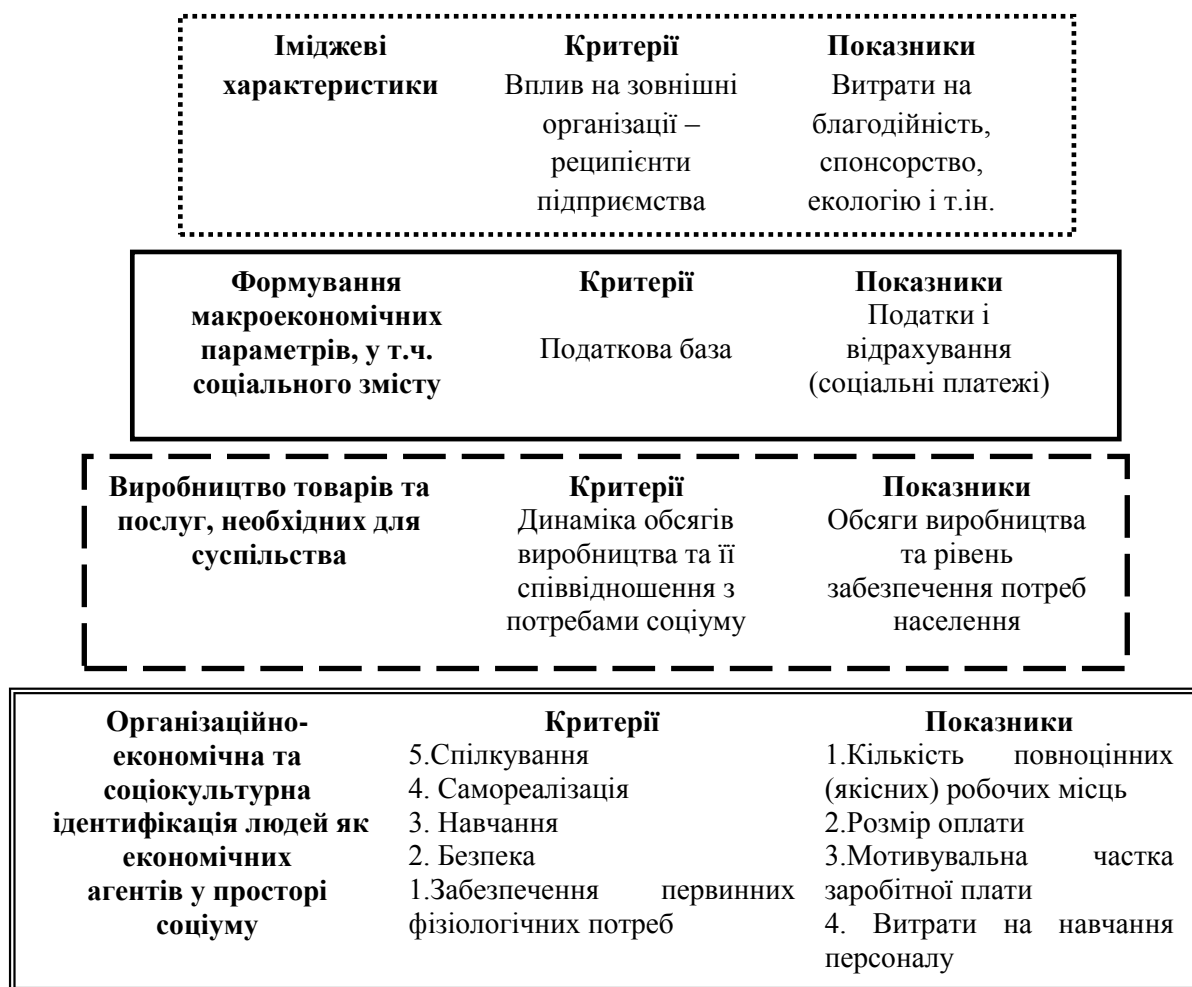 Іміджеві
характеристики
Критерії
Вплив на зовнішні
організації –
реципієнти
підприємства
Показники
Витрати на
благодійність,
спонсорство,
екологію і т.ін.
Формування
макроекономічних
параметрів, у т.ч.
соціального змісту
Критерії
Податкова база
Показники
Податки і
відрахування
(соціальні платежі)
Виробництво товарів та
послуг, необхідних для
суспільства
Критерії
Динаміка обсягів
виробництва та її
співвідношення з
потребами соціуму
Показники
Обсяги виробництва
та рівень
забезпечення потреб
населення
Організаційно-
економічна та
соціокультурна
ідентифікація людей як
економічних
агентів у просторі
соціуму
Критерії
5.Спілкування
4. Самореалізація
3. Навчання
2. Безпека
1.Забезпечення первинних
фізіологічних потреб
Показники
1.Кількість повноцінних
(якісних) робочих місць
2.Розмір оплати
3.Мотивувальна частка
заробітної плати
4. Витрати на навчання
персоналу